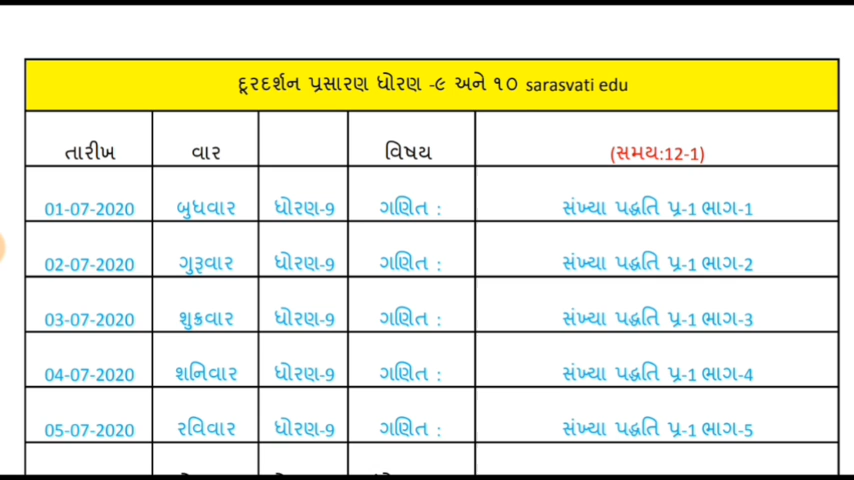 દૂરદર્શન પ્રસારણ ધોરણ -૯ અને ૧૦ sarasvati edu
તારીખ વાર વિષય (સમય:12-1)
01-07-2020 બુધવાર ધોરણ-9 ગણિત : સંખ્યા પદ્ધતિ પ્ર-1 ભાગ-1
02-07-2020 ગુરૂવાર ધોરણ-9 ગણિત : સંખ્યા પદ્ધતિ પ્ર-1 ભાગ-2
03-07-2020 શુક્રવાર ધોરણ-9 ગણિત : સંખ્યા પદ્ધતિ પ્ર-1 ભાગ-3
04-07-2020 શનિવાર ધોરણ-9 ગણિત : સંખ્યા પદ્ધતિ પ્ર-1 ભાગ-4
05-07-2020 રવિવાર ધોરણ-9 ગણિત : સંખ્યા પદ્ધતિ પ્ર-1 ભાગ-5